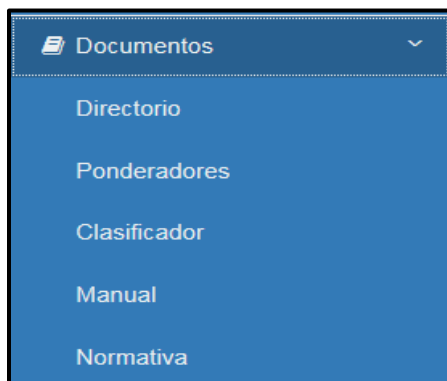 Documentos
Directorio
Ponderadores
Clasificador
Manual
Normativa